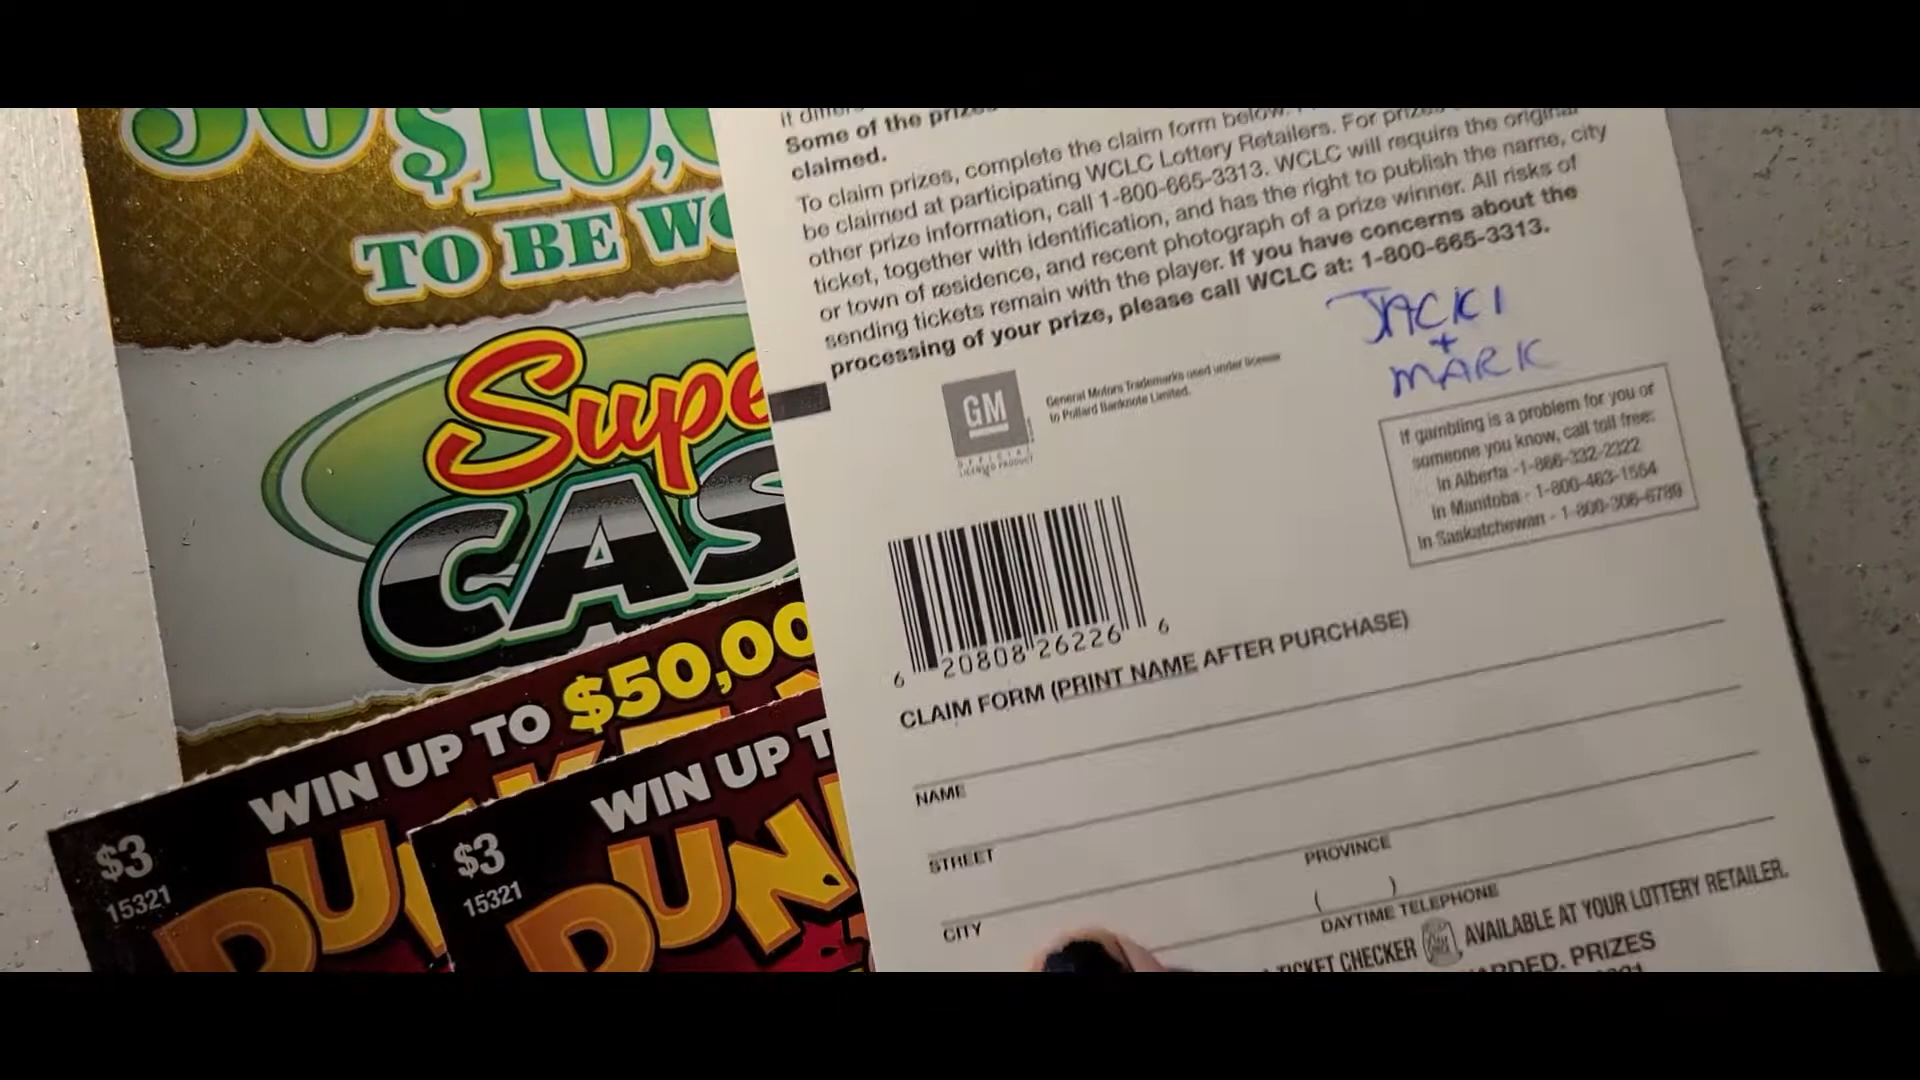 $10,
TO BE
Supe
CAS
WIN UP TO $50,00
$3
15321
WIN UP T
$3
15321
DUN
Some of the
claimed.
To claim prizes, complete the claim form below.
be claimed at participating WCLC Lottery Retailers. For
other prize information, call 1-800-665-3313. WCLC will require the original
ticket, together with identification, and has the right to publish the name, city
or town of residence, and recent photograph of a prize winner. All risks of
sending tickets remain with the player. If you have concerns about the
processing of your prize, please call WCLC at: 1-800-665-3313.
JACKI
+
MARK
GM
OFFICIAL
LICENSED PRODUCT
General Motors Trademarks used under license
to Pollard Banknote Limited.
If gambling is a problem for you or
someone you know, call toll free:
in Alberta -1-866-332-2322
in Manitoba - 1-800-463-1554
in Saskatchewan - 1-800-306-6789
6 20808 26226 6
CLAIM FORM (PRINT NAME AFTER PURCHASE)
NAME
STREET
PROVINCE
CITY
( )
DAYTIME TELEPHONE
TICKET CHECKER AVAILABLE AT YOUR LOTTERY RETAILER.
PRIZES